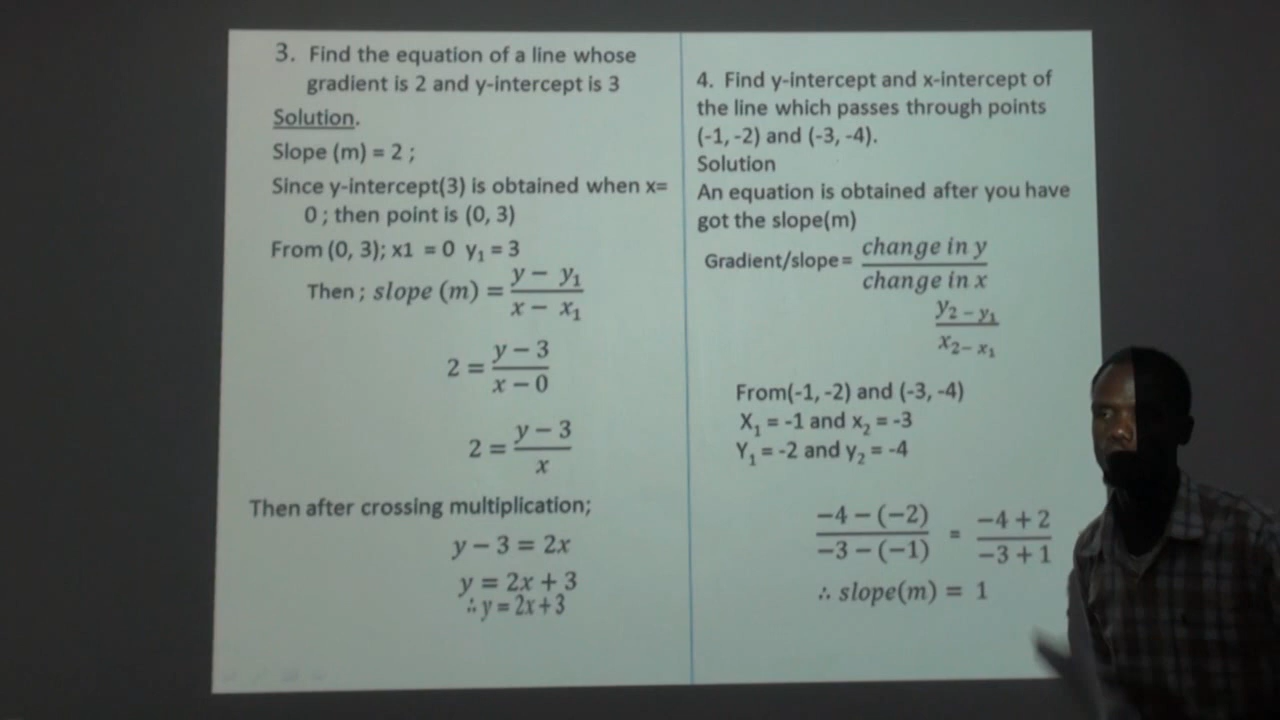 3. Find the equation of a line whose
gradient is 2 and y-intercept is 3
Solution.
Slope (m) = 2 ;
Since y-intercept(3) is obtained when x=
0 ; then point is (0, 3)
From (0, 3); x1 = 0 y₁ = 3
Then ; slope (m) = (y − y₁)/(x − x₁)
2 = (y − 3)/(x − 0)
2 = (y − 3)/x
Then after crossing multiplication;
y − 3 = 2x
y = 2x + 3
∴ y = 2x + 3
4. Find y-intercept and x-intercept of
the line which passes through points
(-1, -2) and (-3, -4).
Solution
An equation is obtained after you have
got the slope(m)
Gradient/slope = change in y/change in x
(y₂ − y₁)/(x₂ − x₁)
From(-1, -2) and (-3, -4)
X₁ = -1 and x₂ = -3
Y₁ = -2 and y₂ = -4
(−4 − (−2))/(−3 − (−1)) = (−4 + 2)/(−3 + 1)
∴ slope(m) = 1